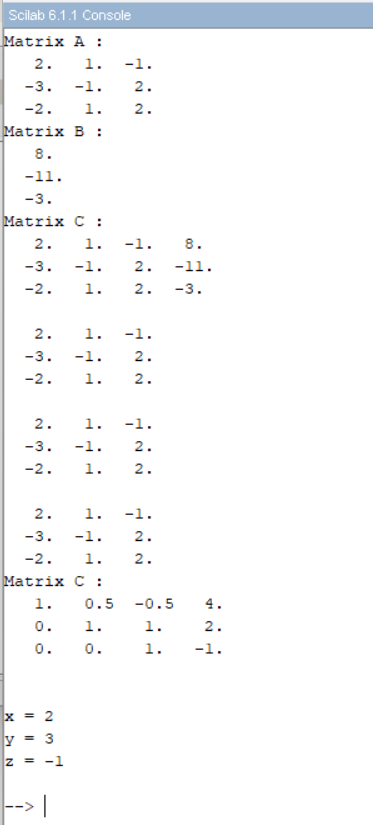 Scilab 6.1.1 Console
Matrix A :
2. 1. -1.
-3. -1. 2.
-2. 1. 2.
Matrix B :
8.
-11.
-3.
Matrix C :
2. 1. -1. 8.
-3. -1. 2. -11.
-2. 1. 2. -3.
2. 1. -1.
-3. -1. 2.
-2. 1. 2.
2. 1. -1.
-3. -1. 2.
-2. 1. 2.
2. 1. -1.
-3. -1. 2.
-2. 1. 2.
Matrix C :
1. 0.5 -0.5 4.
0. 1. 1. 2.
0. 0. 1. -1.
x = 2
y = 3
z = -1
-->